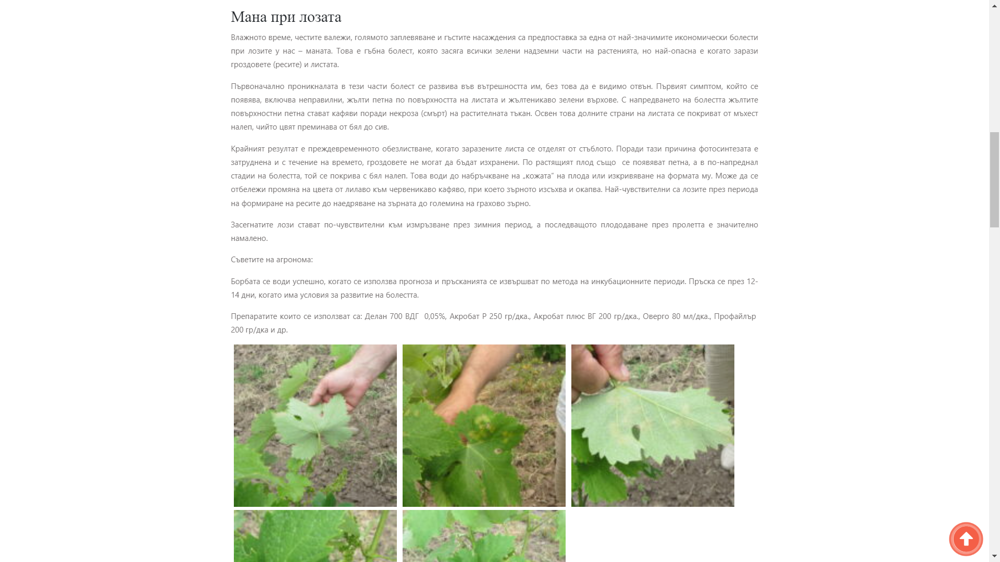 Мана при лозата
Влажното време, честите валежи, голямото заплевяване и гъстите насаждения са предпоставка за една от най-значимите икономически болести
при лозите у нас – маната. Това е гъбна болест, която засяга всички зелени надземни части на растенията, но най-опасна е когато зарази
гроздовете (ресите) и листата.
Първоначално проникналата в тези части болест се развива във вътрешността им, без това да е видимо отвън. Първият симптом, който се
появява, включва неправилни, жълти петна по повърхността на листата и жълтеникаво зелени върхове. С напредването на болестта жълтите
повърхностни петна стават кафяви поради некроза (смърт) на растителната тъкан. Освен това долните страни на листата се покриват от мъхест
налеп, чийто цвят преминава от бял до сив.
Крайният резултат е преждевременното обезлистване, когато заразените листа се отделят от стъблото. Поради тази причина фотосинтезата е
затруднена и с течение на времето, гроздовете не могат да бъдат изхранени. По растящият плод също  се появяват петна, а в по-напреднал
стадии на болестта, той се покрива с бял налеп. Това води до набръчкване на „кожата“ на плода или изкривяване на формата му. Може да се
отбележи промяна на цвета от лилаво към червеникаво кафяво, при което зърното изсъхва и окапва. Най-чувствителни са лозите през периода
на формиране на ресите до наедряване на зърната до големина на грахово зърно.
Засегнатите лози стават по-чувствителни към измръзване през зимния период, а последващото плододаване през пролетта е значително
намалено.
Съветите на агронома:
Борбата се води успешно, когато се използва прогноза и пръсканията се извършват по метода на инкубационните периоди. Пръска се през 12-
14 дни, когато има условия за развитие на болестта.
Препаратите които се използват са: Делан 700 ВДГ  0,05%, Акробат Р 250 гр/дка., Акробат плюс ВГ 200 гр/дка., Оверго 80 мл/дка., Профайлър
200 гр/дка и др.